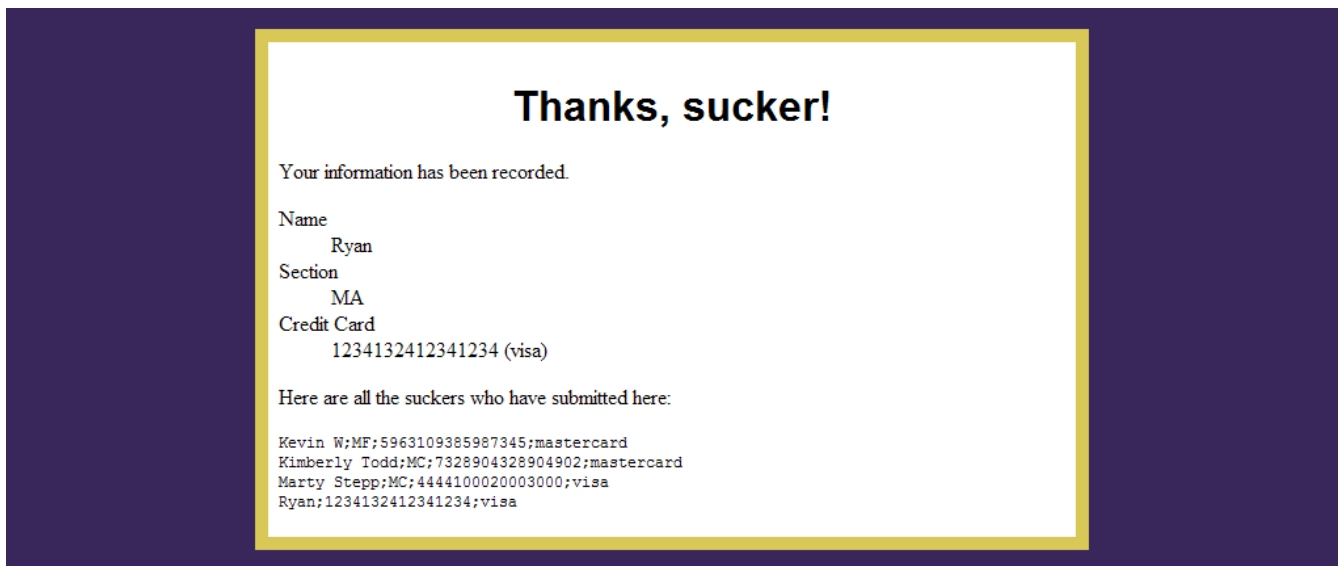 Thanks, sucker!
Your information has been recorded.
Name
Ryan
Section
MA
Credit Card
1234132412341234 (visa)
Here are all the suckers who have submitted here:
Kevin W;MF;5963109385987345;mastercard
Kimberly Todd;MC;7328904328904902;mastercard
Marty Stepp;MC;4444100020003000;visa
Ryan;1234132412341234;visa